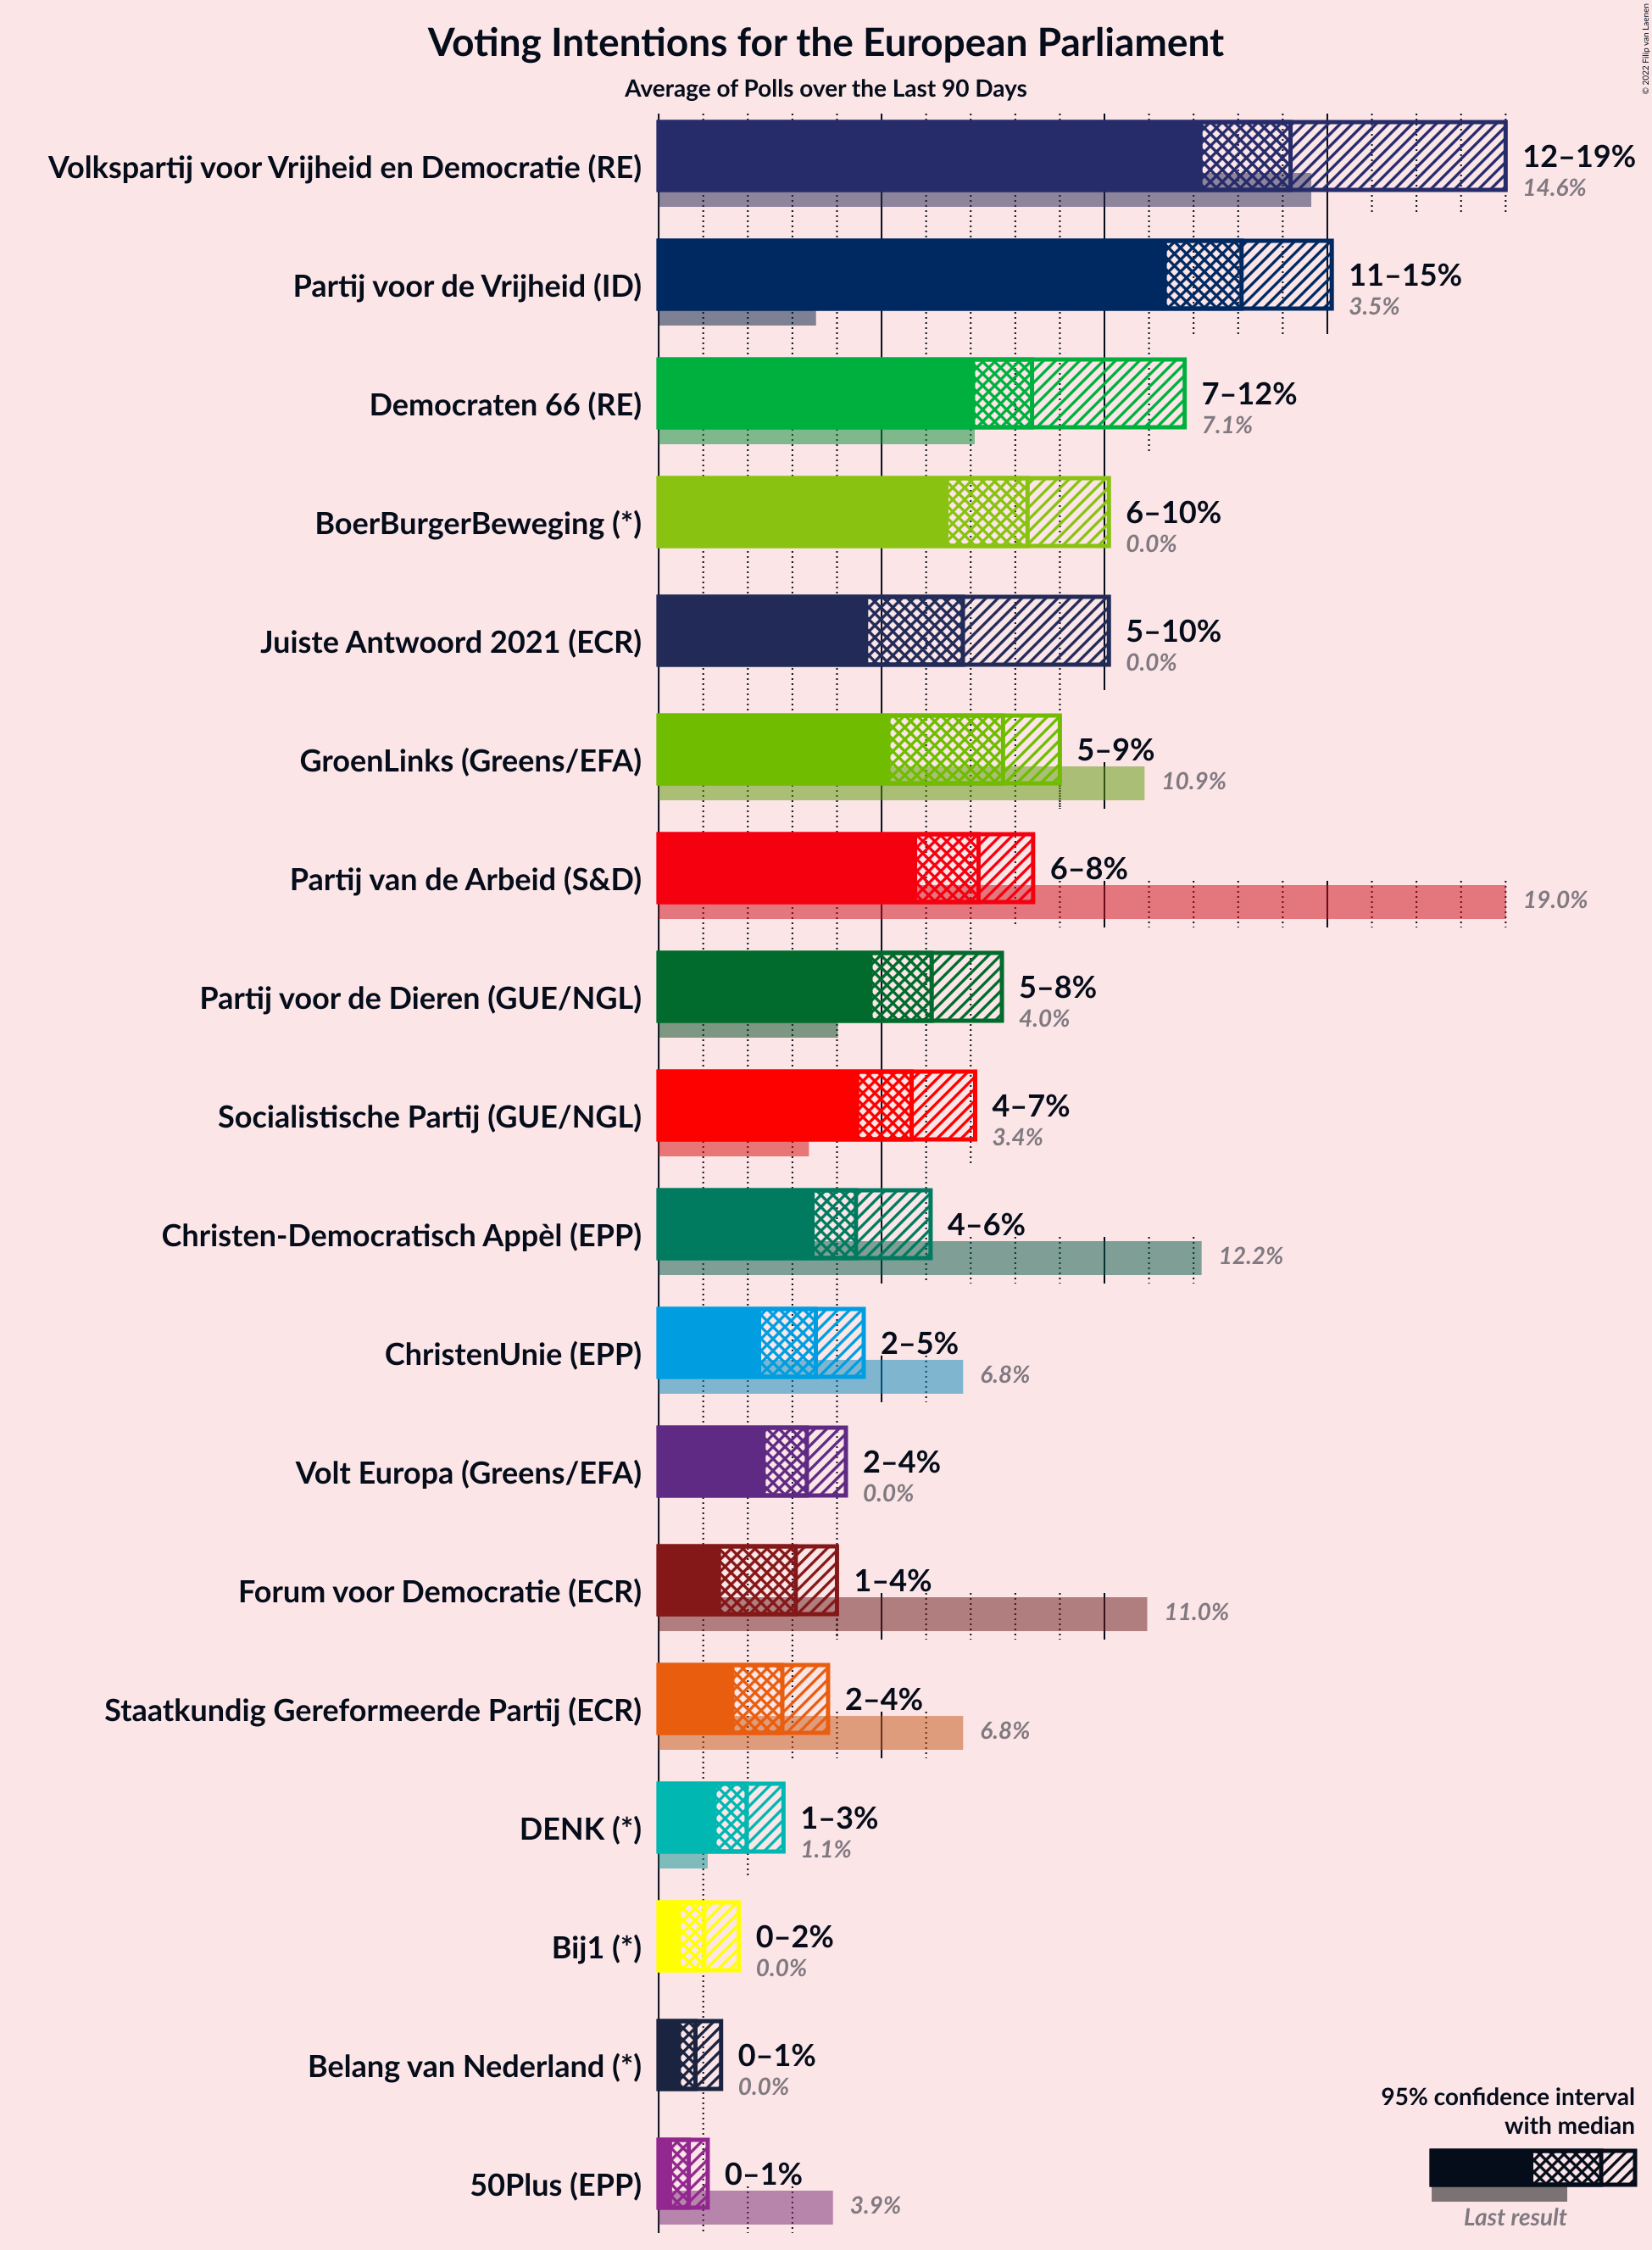 Voting Intentions for the European Parliament
Average of Polls over the Last 90 Days
© 2022 Filip van Laenen
Volkspartij voor Vrijheid en Democratie (RE)
12–19%
14.6%
Partij voor de Vrijheid (ID)
11–15%
3.5%
Democraten 66 (RE)
7–12%
7.1%
BoerBurgerBeweging (*)
6–10%
0.0%
Juiste Antwoord 2021 (ECR)
5–10%
0.0%
GroenLinks (Greens/EFA)
5–9%
10.9%
Partij van de Arbeid (S&D)
6–8%
19.0%
Partij voor de Dieren (GUE/NGL)
5–8%
4.0%
Socialistische Partij (GUE/NGL)
4–7%
3.4%
Christen-Democratisch Appèl (EPP)
4–6%
12.2%
ChristenUnie (EPP)
2–5%
6.8%
Volt Europa (Greens/EFA)
2–4%
0.0%
Forum voor Democratie (ECR)
1–4%
11.0%
Staatkundig Gereformeerde Partij (ECR)
2–4%
6.8%
DENK (*)
1–3%
1.1%
Bij1 (*)
0–2%
0.0%
Belang van Nederland (*)
0–1%
0.0%
50Plus (EPP)
0–1%
3.9%
95% confidence interval
with median
Last result